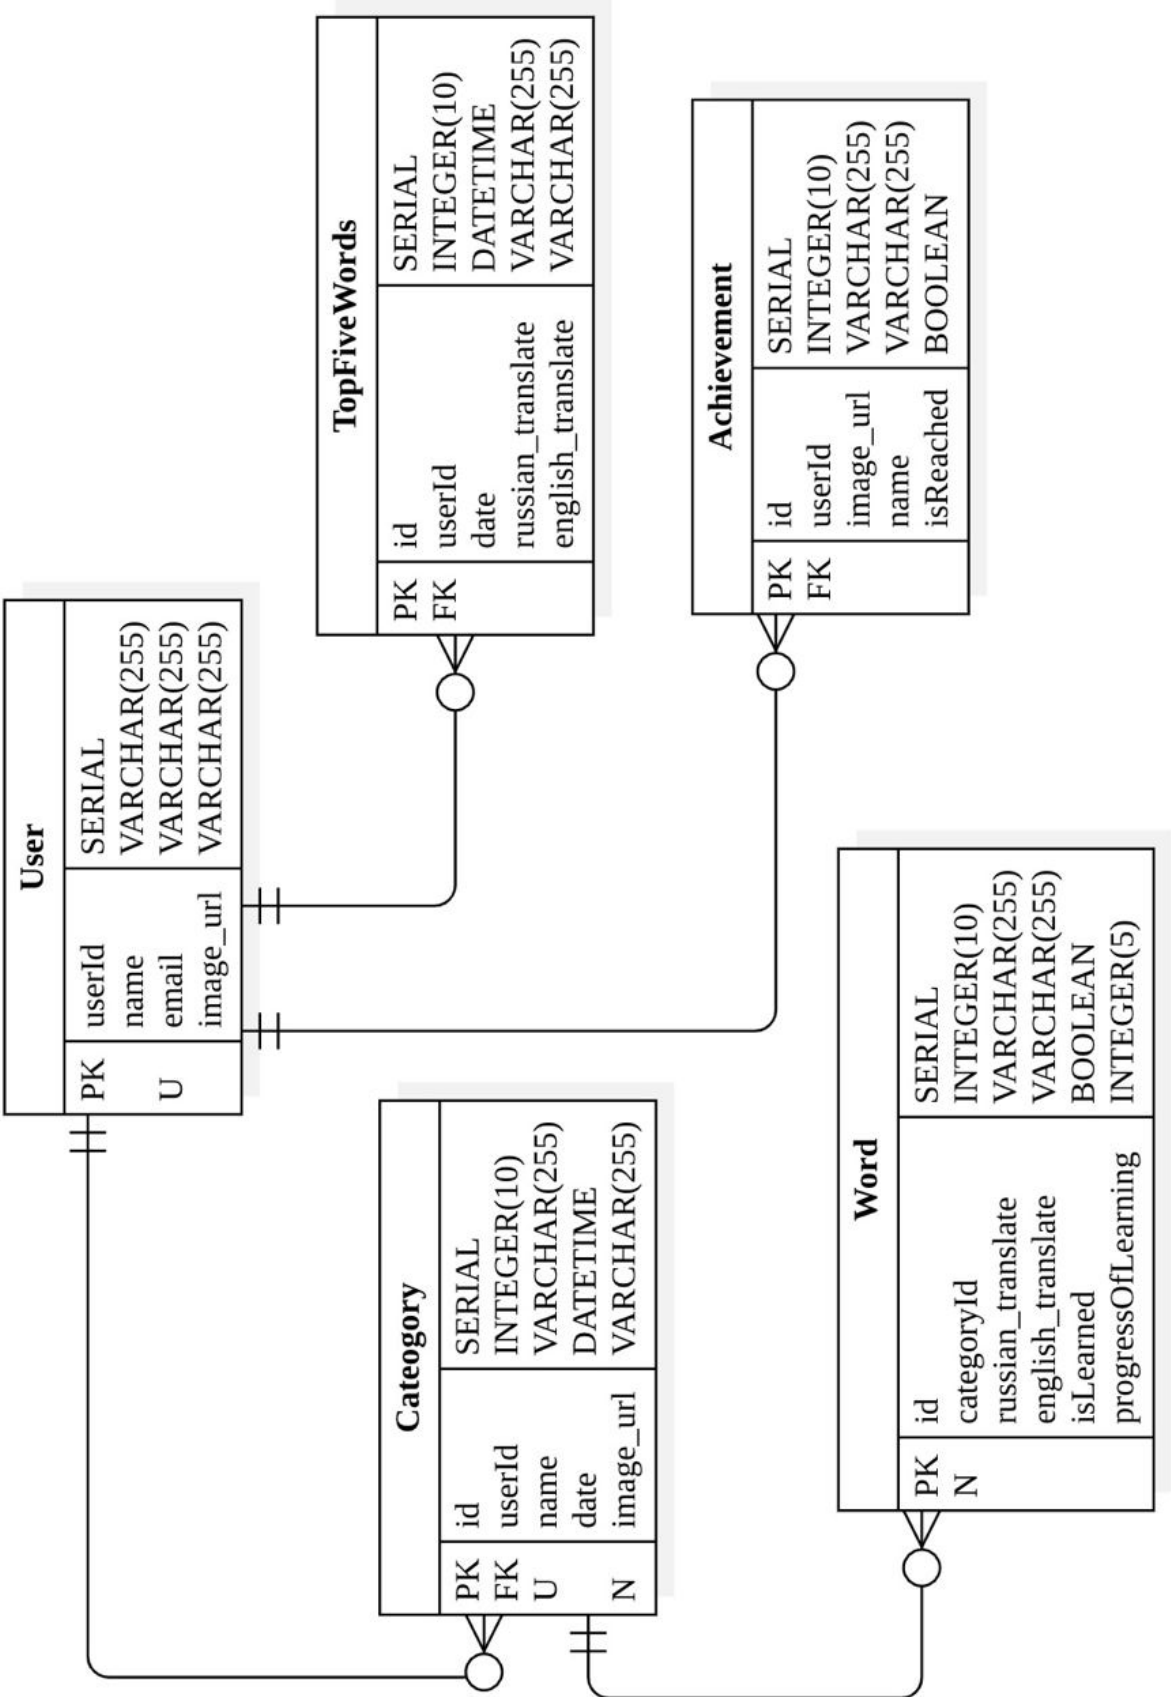 User
PK userId SERIAL
name VARCHAR(255)
U email VARCHAR(255)
image_url VARCHAR(255)
TopFiveWords
PK id SERIAL
FK userId INTEGER(10)
date DATETIME
russian_translate VARCHAR(255)
english_translate VARCHAR(255)
Cateogory
PK id SERIAL
FK userId INTEGER(10)
U name VARCHAR(255)
date DATETIME
N image_url VARCHAR(255)
Achievement
PK id SERIAL
FK userId INTEGER(10)
image_url VARCHAR(255)
name VARCHAR(255)
isReached BOOLEAN
Word
PK id SERIAL
N categoryId INTEGER(10)
russian_translate VARCHAR(255)
english_translate VARCHAR(255)
isLearned BOOLEAN
progressOfLearning INTEGER(5)